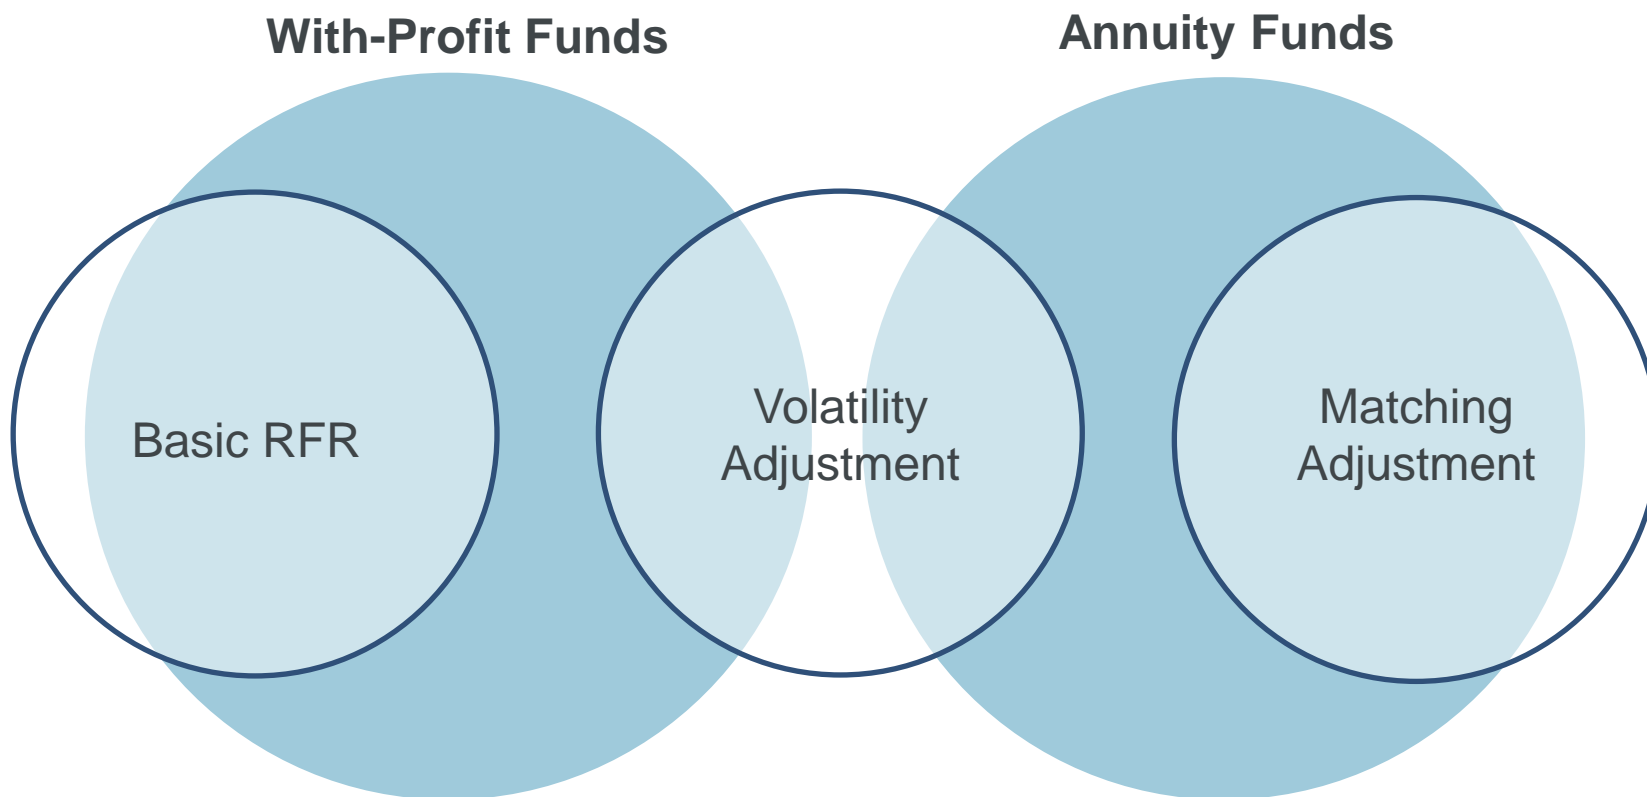 With-Profit Funds
Annuity Funds
Basic RFR
Volatility
Adjustment
Matching
Adjustment